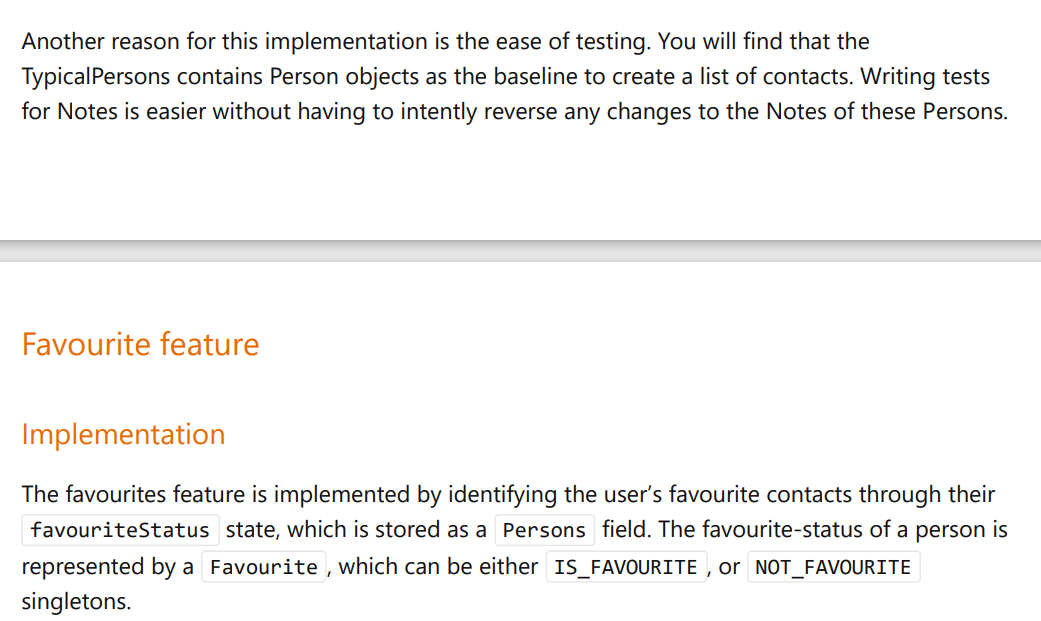 Another reason for this implementation is the ease of testing. You will find that the
TypicalPersons contains Person objects as the baseline to create a list of contacts. Writing tests
for Notes is easier without having to intently reverse any changes to the Notes of these Persons.
Favourite feature
Implementation
The favourites feature is implemented by identifying the user’s favourite contacts through their
favouriteStatus state, which is stored as a Persons field. The favourite-status of a person is
represented by a Favourite , which can be either IS_FAVOURITE , or NOT_FAVOURITE
singletons.